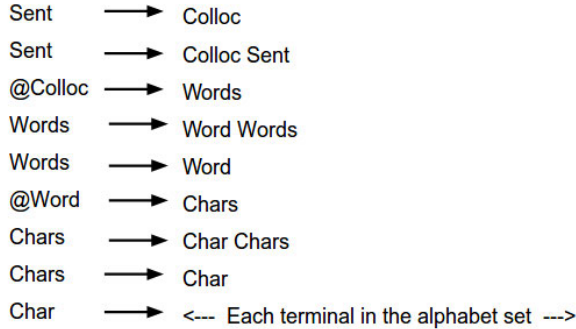 Sent ⟶ Colloc
Sent ⟶ Colloc Sent
@Colloc ⟶ Words
Words ⟶ Word Words
Words ⟶ Word
@Word ⟶ Chars
Chars ⟶ Char Chars
Chars ⟶ Char
Char ⟶ <--- Each terminal in the alphabet set --->